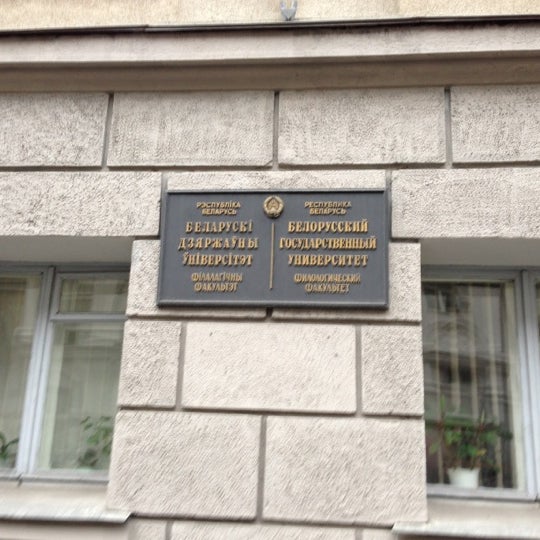 РЭСПУБЛІКА
БЕЛАРУСЬ
БЕЛАРУСКІ
ДЗЯРЖАЎНЫ
ЎНІВЕРСІТЭТ
ФІЛАЛАГІЧНЫ
ФАКУЛЬТЭТ
РЕСПУБЛИКА
БЕЛАРУСЬ
БЕЛОРУССКИЙ
ГОСУДАРСТВЕННЫЙ
УНИВЕРСИТЕТ
ФИЛОЛОГИЧЕСКИЙ
ФАКУЛЬТЕТ